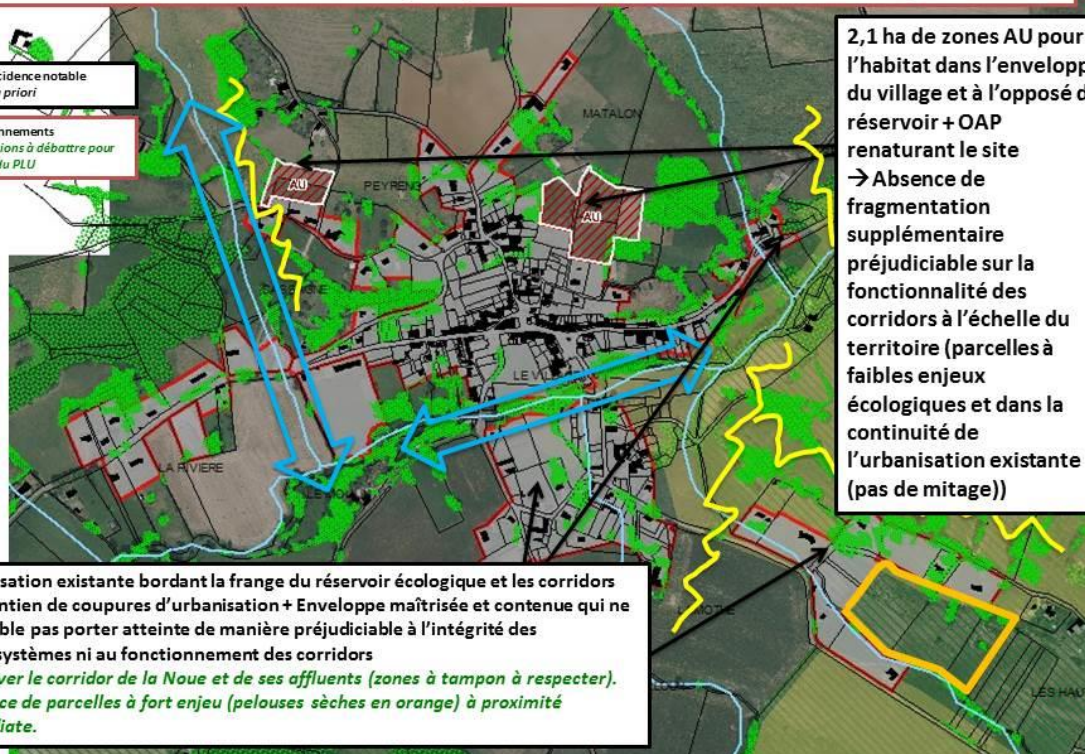 cidence notable
priori
nnements
ions à débattre pour
du PLU
2,1 ha de zones AU pour
l'habitat dans l'envelopp
du village et à l'opposé d
réservoir + OAP
renaturant le site
→ Absence de
fragmentation
supplémentaire
préjudiciable sur la
fonctionnalité des
corridors à l'échelle du
territoire (parcelles à
faibles enjeux
écologiques et dans la
continuité de
l'urbanisation existante
(pas de mitage))
MATALON
PEYRENG
AU
AU
LE V
LA RIVIERE
LE MOULIN
LES HAU
sation existante bordant la frange du réservoir écologique et les corridors
ntien de coupures d'urbanisation + Enveloppe maîtrisée et contenue qui ne
ble pas porter atteinte de manière préjudiciable à l'intégrité des
systèmes ni au fonctionnement des corridors
ver le corridor de la Noue et de ses affluents (zones à tampon à respecter).
ce de parcelles à fort enjeu (pelouses sèches en orange) à proximité
diate.